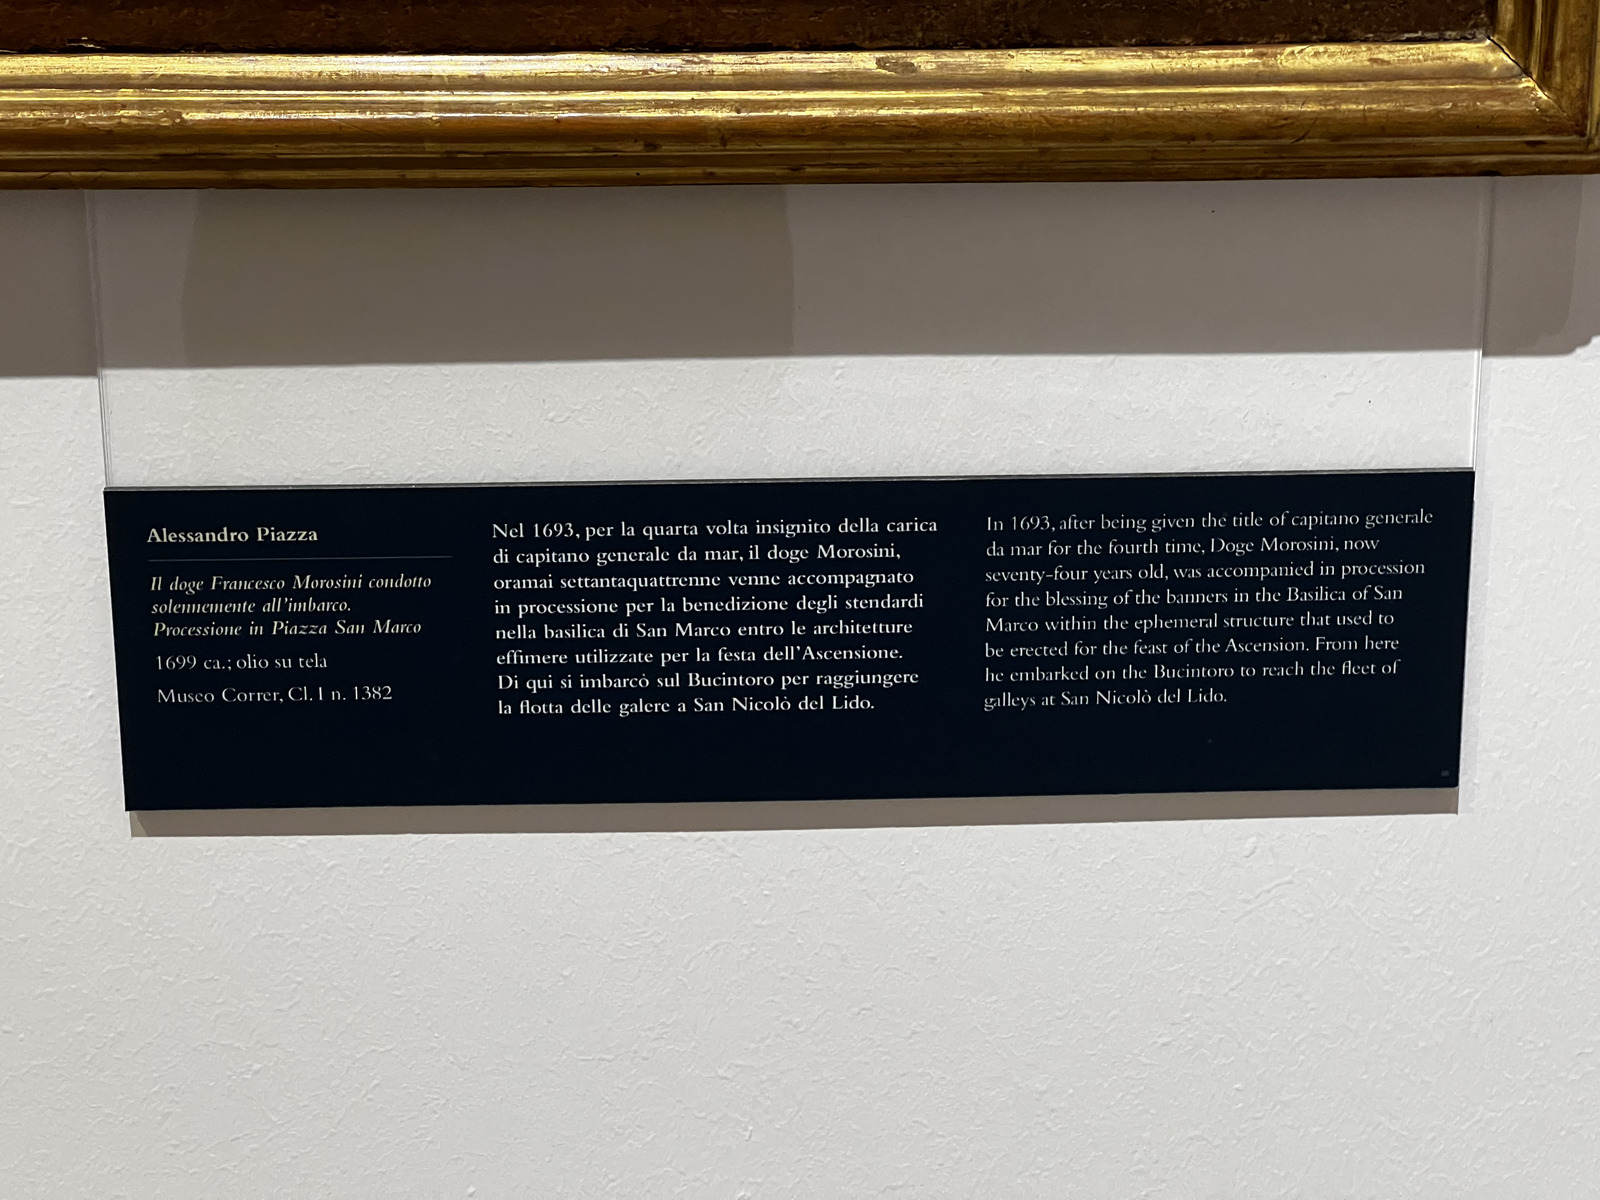 Alessandro Piazza
Il doge Francesco Morosini condotto
solennemente all'imbarco.
Processione in Piazza San Marco
1699 ca.; olio su tela
Museo Correr, Cl. I n. 1382
Nel 1693, per la quarta volta insignito della carica
di capitano generale da mar, il doge Morosini,
oramai settantaquattrenne venne accompagnato
in processione per la benedizione degli stendardi
nella basilica di San Marco entro le architetture
effimere utilizzate per la festa dell'Ascensione.
Di qui si imbarcò sul Bucintoro per raggiungere
la flotta delle galere a San Nicolò del Lido.
In 1693, after being given the title of capitano generale
da mar for the fourth time, Doge Morosini, now
seventy-four years old, was accompanied in procession
for the blessing of the banners in the Basilica of San
Marco within the ephemeral structure that used to
be erected for the feast of the Ascension. From here
he embarked on the Bucintoro to reach the fleet of
galleys at San Nicolò del Lido.